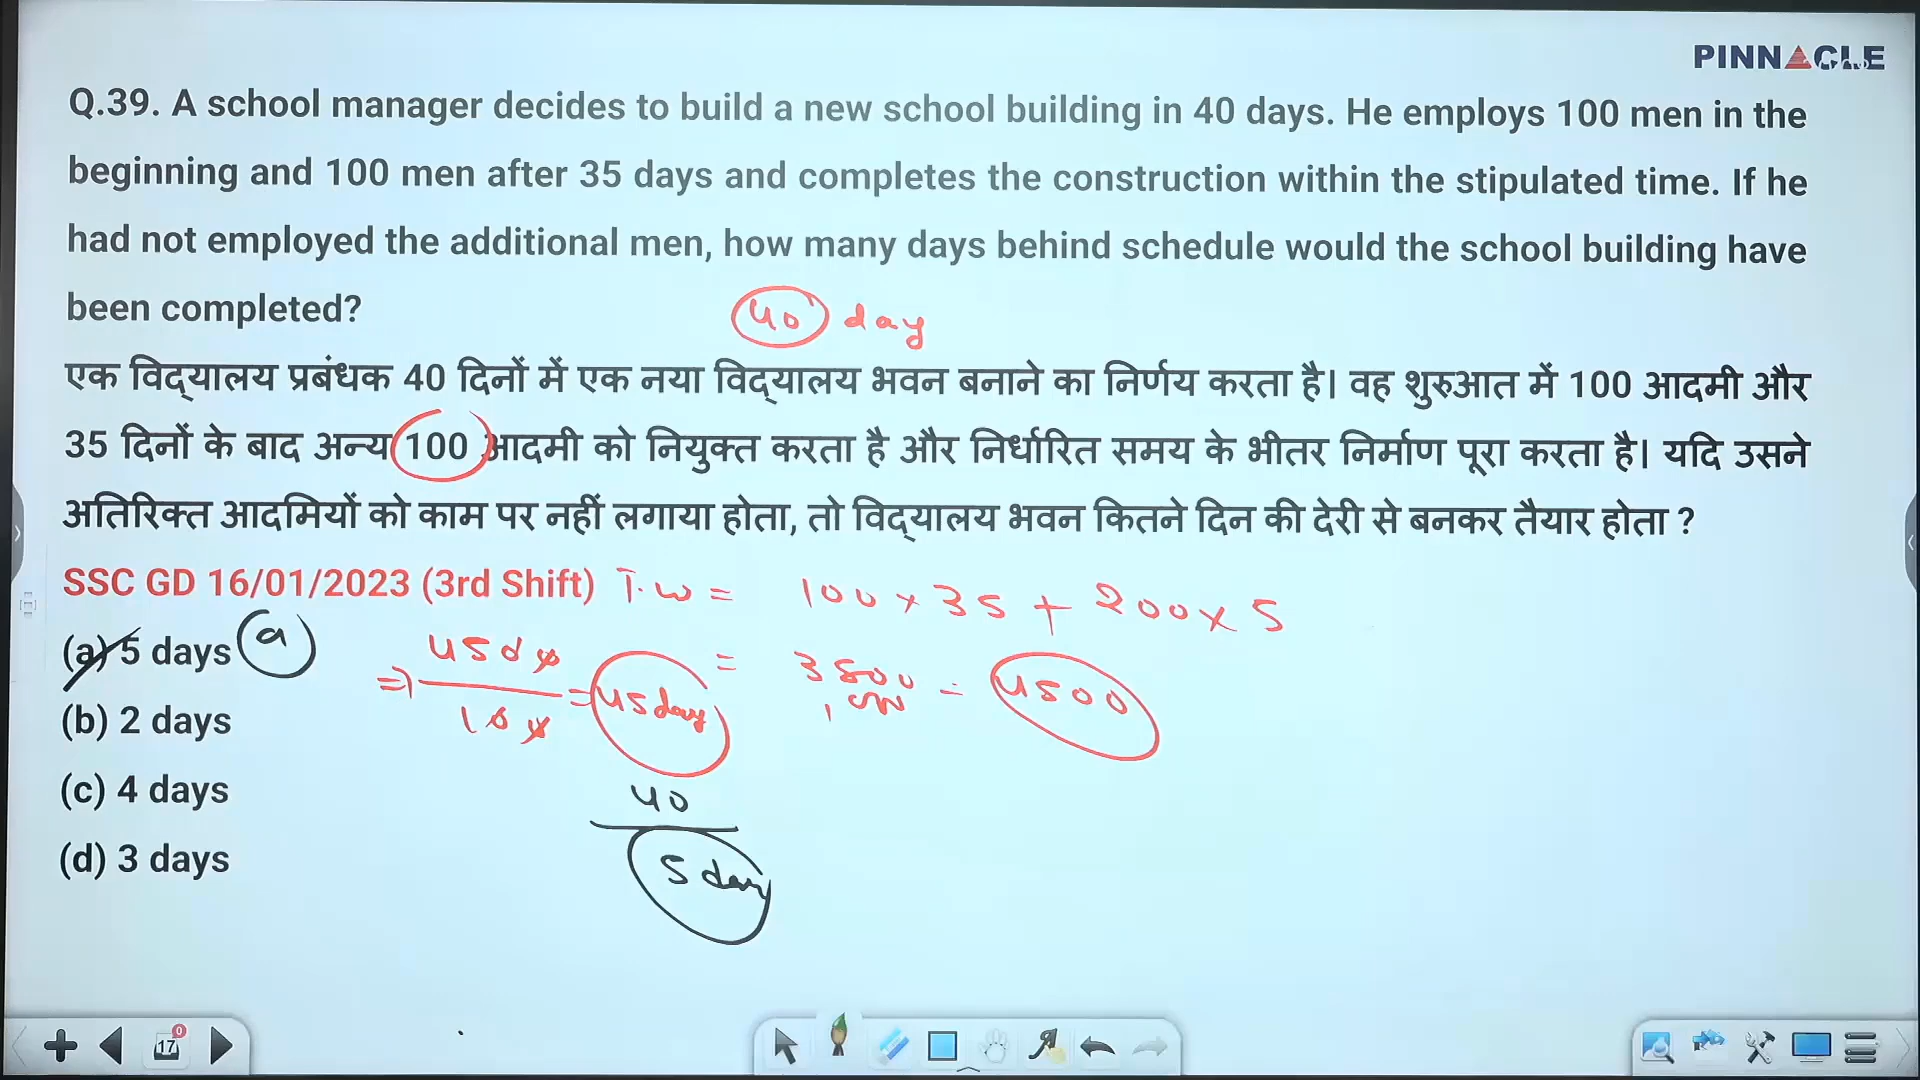 PINNACLE
Q.39. A school manager decides to build a new school building in 40 days. He employs 100 men in the
beginning and 100 men after 35 days and completes the construction within the stipulated time. If he
had not employed the additional men, how many days behind schedule would the school building have
been completed?
40 day
एक विद्यालय प्रबंधक 40 दिनों में एक नया विद्यालय भवन बनाने का निर्णय करता है। वह शुरुआत में 100 आदमी और
35 दिनों के बाद अन्य 100 आदमी को नियुक्त करता है और निर्धारित समय के भीतर निर्माण पूरा करता है। यदि उसने
अतिरिक्त आदमियों को काम पर नहीं लगाया होता, तो विद्यालय भवन कितने दिन की देरी से बनकर तैयार होता ?
SSC GD 16/01/2023 (3rd Shift) T.W = 100 × 35 + 200 × 5
(a) 5 days (a)
⇒ 4500 / 100 = 45 day
= 3500 = 4500
(b) 2 days
40
(c) 4 days
5 day
(d) 3 days
17
0